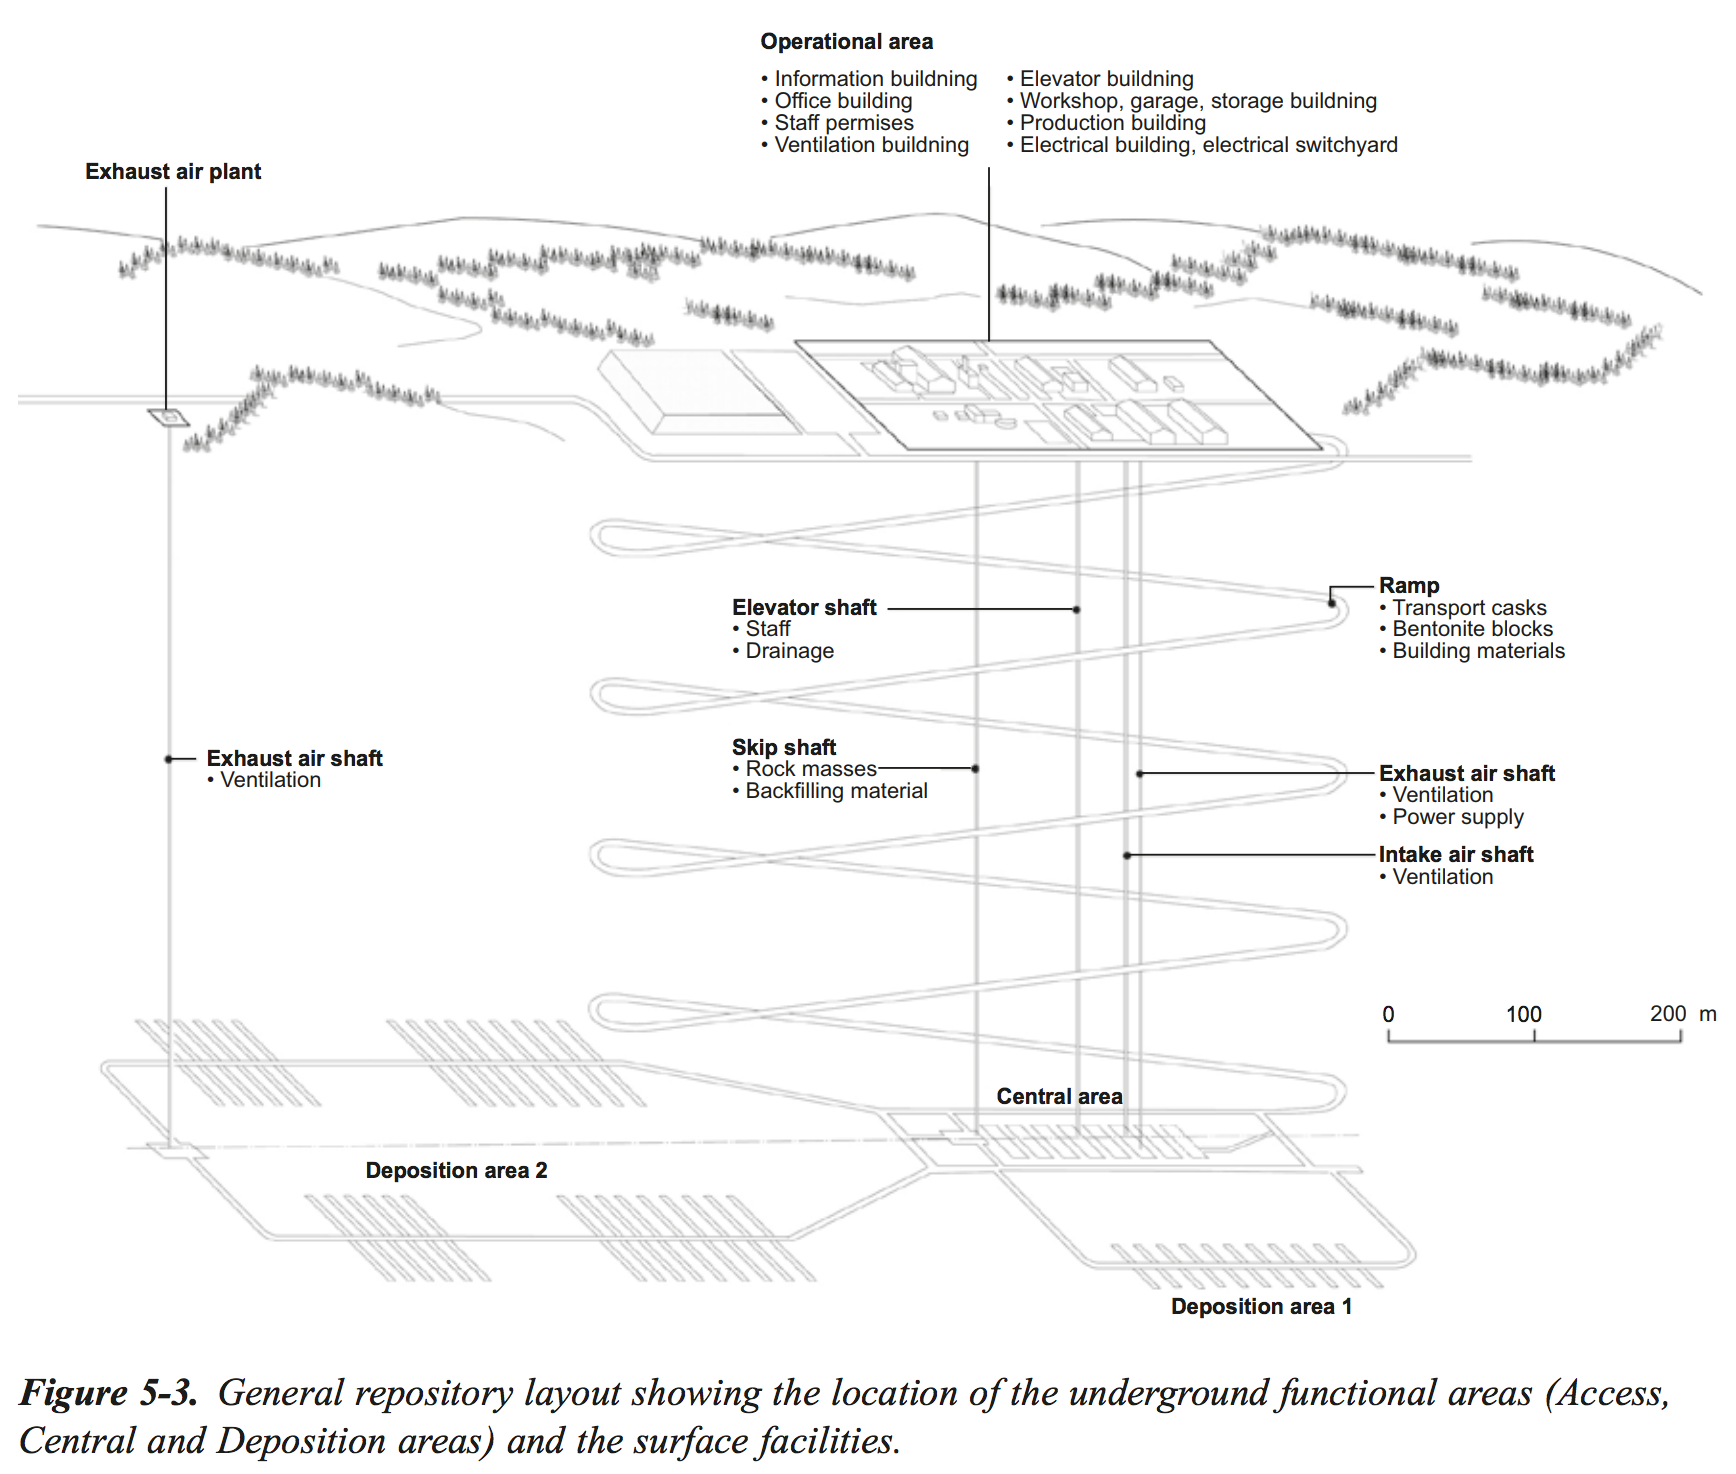 Operational area
• Information buildning
• Office building
• Staff permises
• Ventilation buildning
• Elevator buildning
• Workshop, garage, storage buildning
• Production building
• Electrical building, electrical switchyard
Exhaust air plant
Elevator shaft
• Staff
• Drainage
Ramp
• Transport casks
• Bentonite blocks
• Building materials
Skip shaft
• Rock masses
• Backfilling material
Exhaust air shaft
• Ventilation
Exhaust air shaft
• Ventilation
• Power supply
Intake air shaft
• Ventilation
0 100 200 m
Central area
Deposition area 2
Deposition area 1
Figure 5-3. General repository layout showing the location of the underground functional areas (Access,
Central and Deposition areas) and the surface facilities.